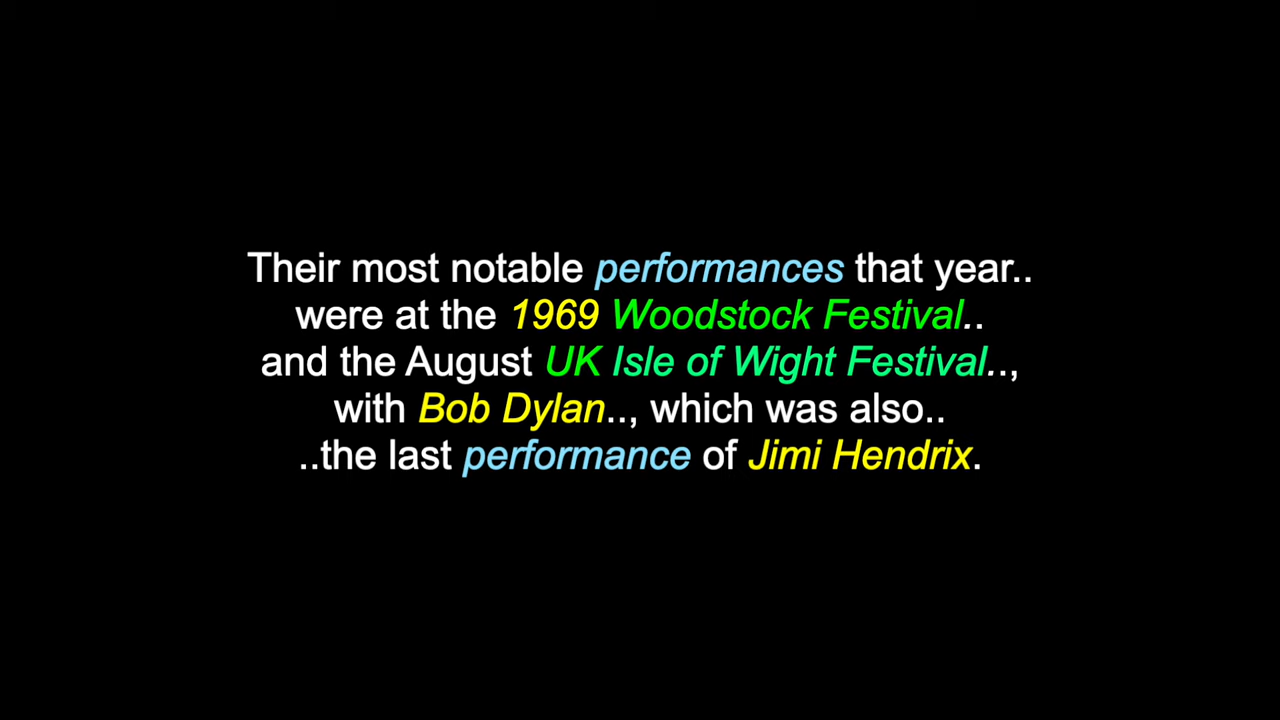 Their most notable performances that year..
were at the 1969 Woodstock Festival..
and the August UK Isle of Wight Festival..,
with Bob Dylan.., which was also..
..the last performance of Jimi Hendrix.